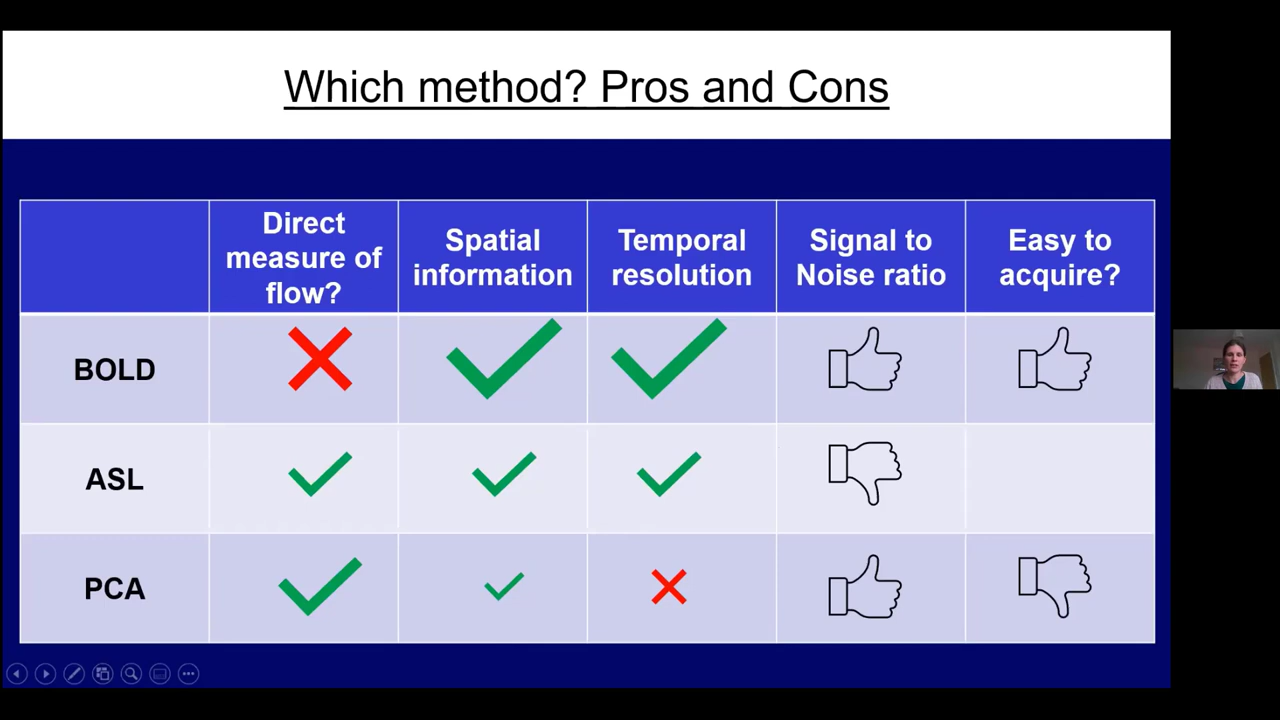 Which method? Pros and Cons
Direct
measure of
flow?
Spatial
information
Temporal
resolution
Signal to
Noise ratio
Easy to
acquire?
BOLD
ASL
PCA